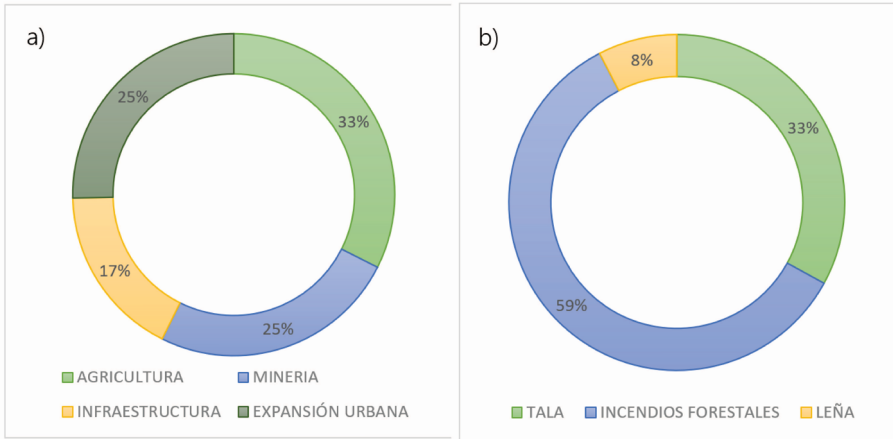 a)
25%
33%
17%
25%
AGRICULTURA
MINERIA
INFRAESTRUCTURA
EXPANSIÓN URBANA
b)
8%
33%
59%
TALA
INCENDIOS FORESTALES
LEÑA